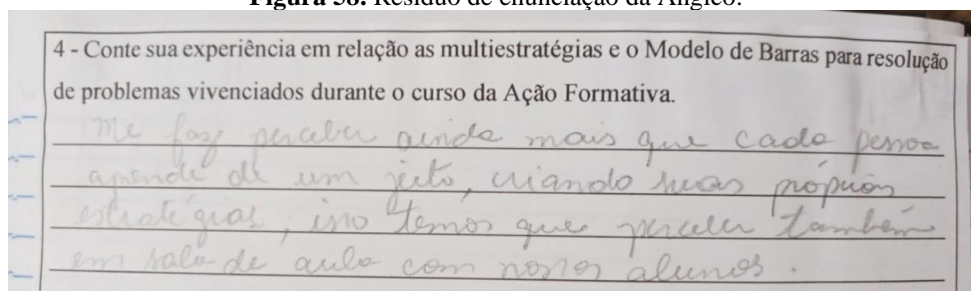 Figura 38. Resíduo de enunciação da Angico.
4 - Conte sua experiência em relação as multiestratégias e o Modelo de Barras para resolução
de problemas vivenciados durante o curso da Ação Formativa.
me faz perceber ainda mais que cada pessoa
aprende de um jeito, criando suas próprias
estratégias, isso temos que perceber também
em sala de aula com nossos alunos.